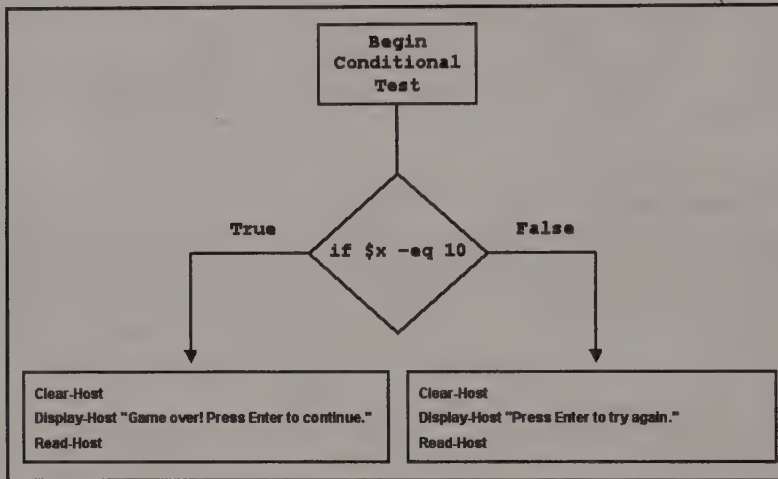 Begin
Conditional
Test
True
False
if $x -eq 10
Clear-Host
Display-Host "Game over! Press Enter to continue."
Read-Host
Clear-Host
Display-Host "Press Enter to try again."
Read-Host